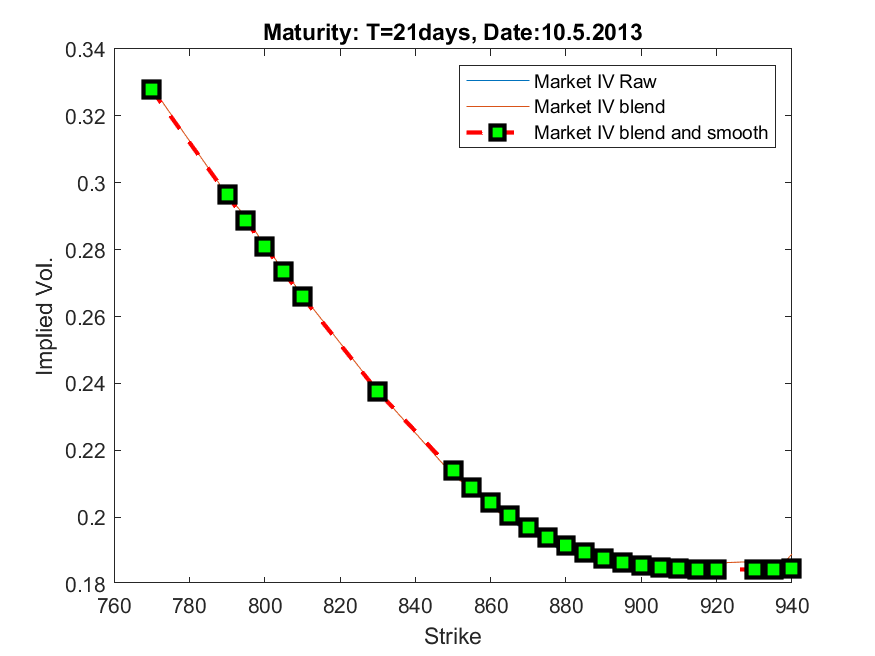 Maturity: T=21days, Date:10.5.2013
0.34
0.32
0.3
0.28
0.26
0.24
0.22
0.2
0.18
Implied Vol.
Market IV Raw
Market IV blend
Market IV blend and smooth
760 780 800 820 840 860 880 900 920 940
Strike